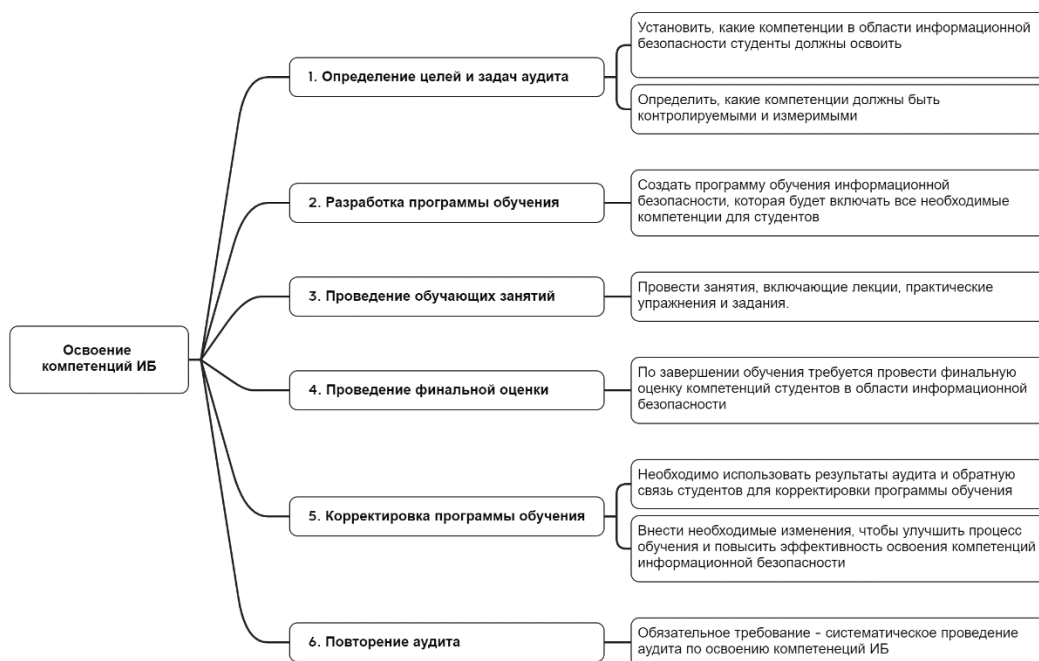 Освоение
компетенций ИБ
1. Определение целей и задач аудита
Установить, какие компетенции в области информационной
безопасности студенты должны освоить
Определить, какие компетенции должны быть
контролируемыми и измеримыми
2. Разработка программы обучения
Создать программу обучения информационной
безопасности, которая будет включать все необходимые
компетенции для студентов
3. Проведение обучающих занятий
Провести занятия, включающие лекции, практические
упражнения и задания.
4. Проведение финальной оценки
По завершении обучения требуется провести финальную
оценку компетенций студентов в области информационной
безопасности
5. Корректировка программы обучения
Необходимо использовать результаты аудита и обратную
связь студентов для корректировки программы обучения
Внести необходимые изменения, чтобы улучшить процесс
обучения и повысить эффективность освоения компетенций
информационной безопасности
6. Повторение аудита
Обязательное требование - систематическое проведение
аудита по освоению компетенеций ИБ